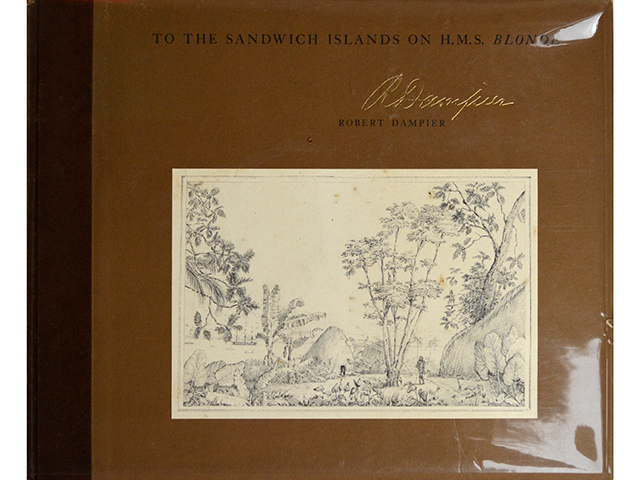 TO THE SANDWICH ISLANDS ON H.M.S. BLONDE
R Dampier
ROBERT DAMPIER